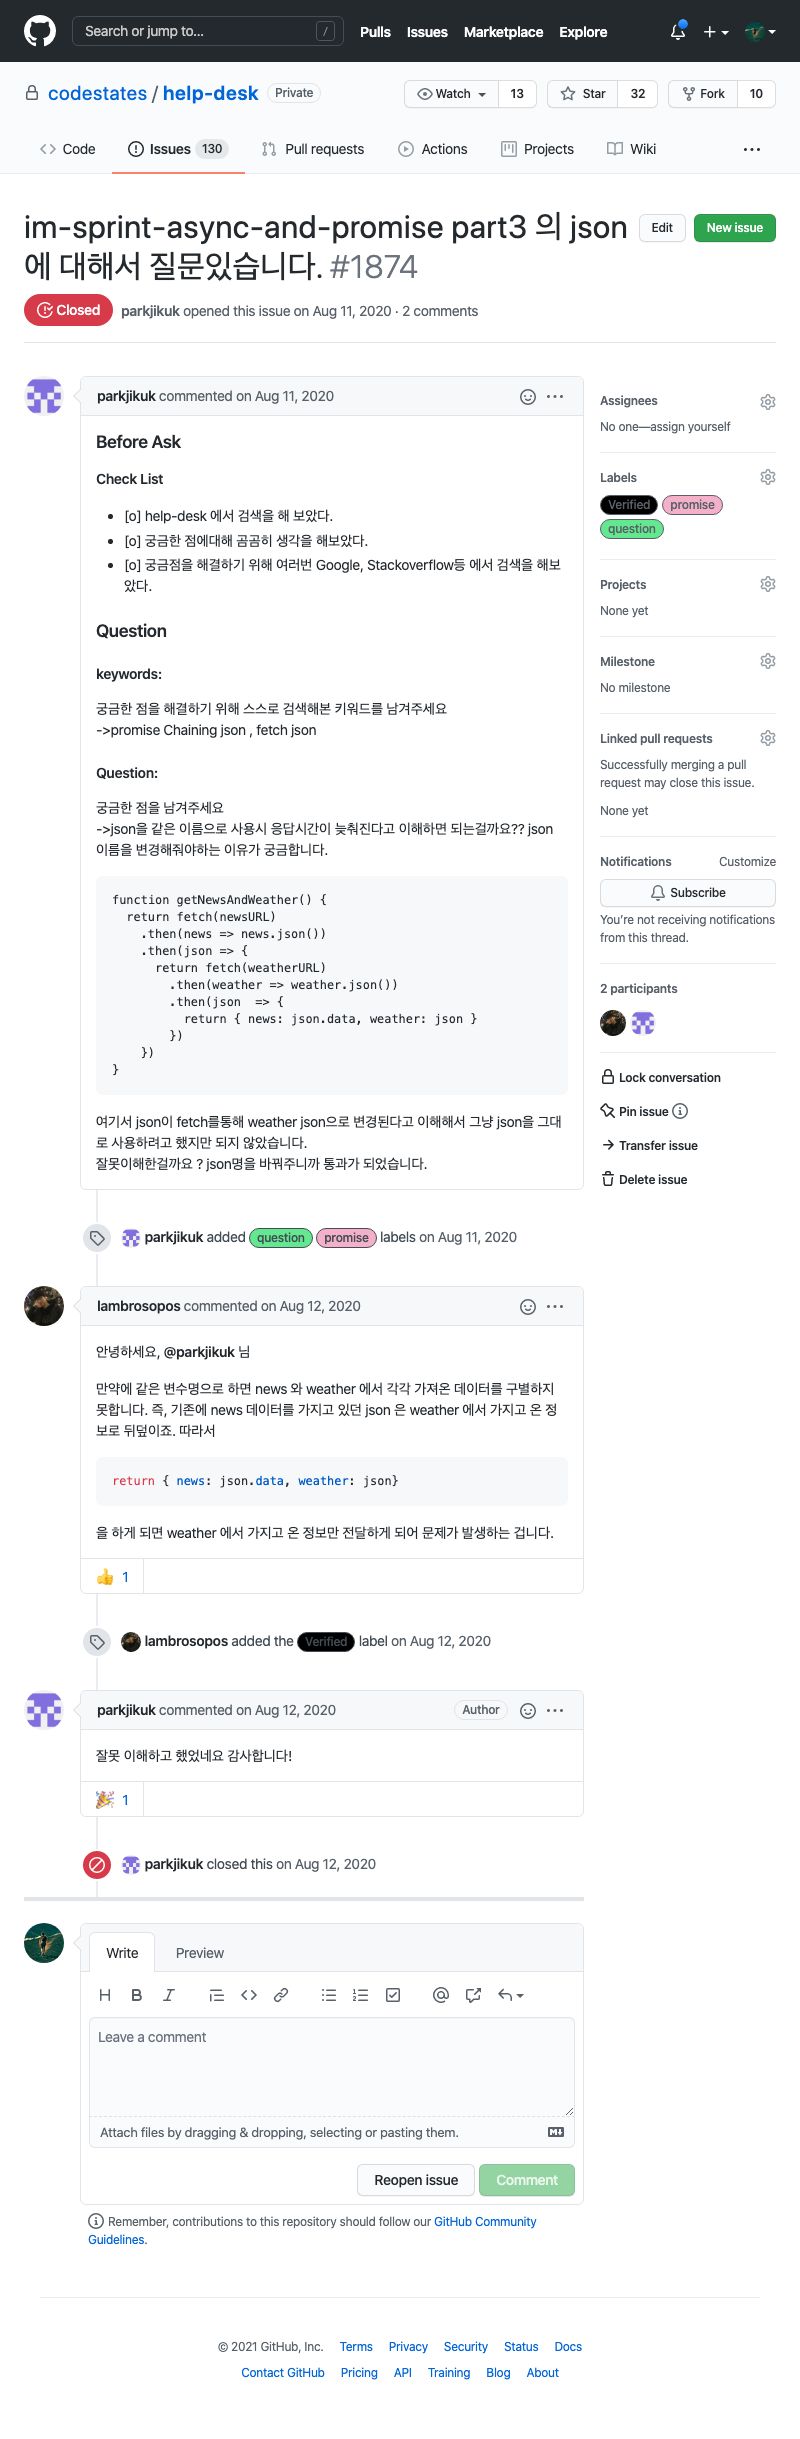 Search or jump to... /
Pulls Issues Marketplace Explore
codestates / help-desk Private
Watch 13 Star 32 Fork 10
Code Issues 130 Pull requests Actions Projects Wiki ...
im-sprint-async-and-promise part3 의 json
에 대해서 질문있습니다. #1874
Edit New issue
Closed parkjikuk opened this issue on Aug 11, 2020 · 2 comments
parkjikuk commented on Aug 11, 2020
Before Ask
Check List
[o] help-desk 에서 검색을 해 보았다.
[o] 궁금한 점에대해 곰곰히 생각을 해보았다.
[o] 궁금점을 해결하기 위해 여러번 Google, Stackoverflow등 에서 검색을 해보
았다.
Question
keywords:
궁금한 점을 해결하기 위해 스스로 검색해본 키워드를 남겨주세요
->promise Chaining json , fetch json
Question:
궁금한 점을 남겨주세요
->json을 같은 이름으로 사용시 응답시간이 늦춰진다고 이해하면 되는걸까요?? json
이름을 변경해줘야하는 이유가 궁금합니다.
function getNewsAndWeather() {
  return fetch(newsURL)
    .then(news => news.json())
    .then(json => {
      return fetch(weatherURL)
        .then(weather => weather.json())
        .then(json  => {
          return { news: json.data, weather: json }
        })
    })
}
여기서 json이 fetch를통해 weather json으로 변경된다고 이해해서 그냥 json을 그대
로 사용하려고 했지만 되지 않았습니다.
잘못이해한걸까요 ? json명을 바꿔주니까 통과가 되었습니다.
Assignees
No one—assign yourself
Labels
Verified promise
question
Projects
None yet
Milestone
No milestone
Linked pull requests
Successfully merging a pull
request may close this issue.
None yet
Notifications Customize
Subscribe
You're not receiving notifications
from this thread.
2 participants
Lock conversation
Pin issue
Transfer issue
Delete issue
parkjikuk added question promise labels on Aug 11, 2020
lambrosopos commented on Aug 12, 2020
안녕하세요, @parkjikuk 님
만약에 같은 변수명으로 하면 news 와 weather 에서 각각 가져온 데이터를 구별하지
못합니다. 즉, 기존에 news 데이터를 가지고 있던 json 은 weather 에서 가지고 온 정
보로 뒤덮이죠. 따라서
return { news: json.data, weather: json}
을 하게 되면 weather 에서 가지고 온 정보만 전달하게 되어 문제가 발생하는 겁니다.
👍 1
lambrosopos added the Verified label on Aug 12, 2020
parkjikuk commented on Aug 12, 2020 Author
잘못 이해하고 했었네요 감사합니다!
🎉 1
parkjikuk closed this on Aug 12, 2020
Write Preview
Leave a comment
Attach files by dragging & dropping, selecting or pasting them.
Reopen issue Comment
Remember, contributions to this repository should follow our GitHub Community
Guidelines.
© 2021 GitHub, Inc. Terms Privacy Security Status Docs
Contact GitHub Pricing API Training Blog About